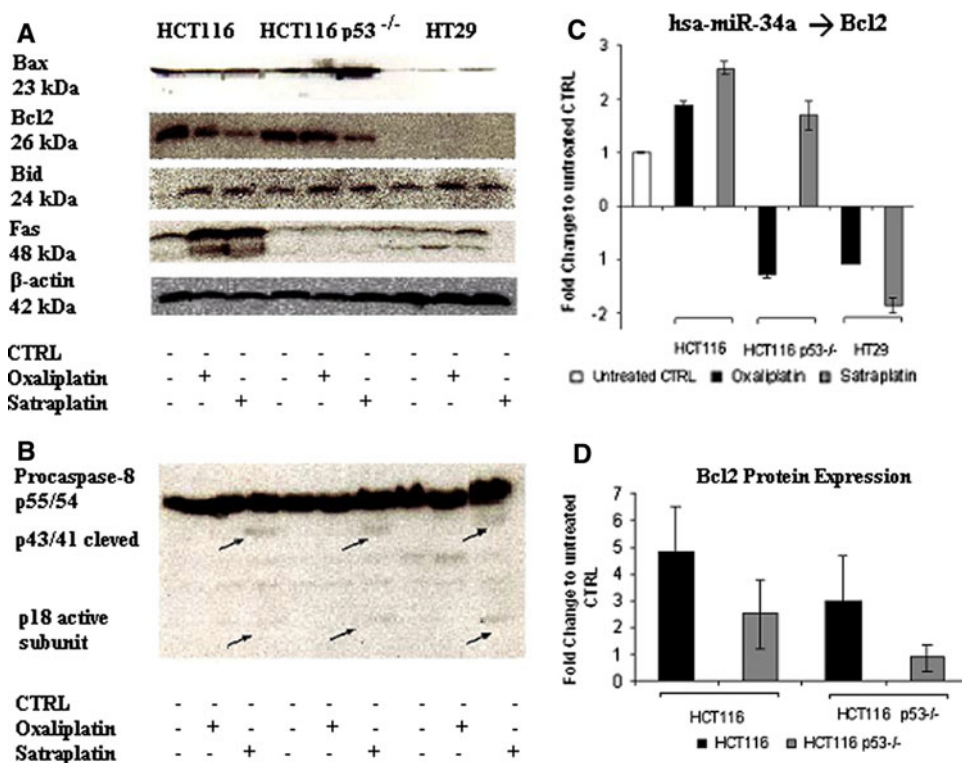 A
HCT116 HCT116 p53 -/- HT29
Bax
23 kDa
Bcl2
26 kDa
Bid
24 kDa
Fas
48 kDa
β-actin
42 kDa
CTRL - - - - - - - - -
Oxaliplatin - + - - + - - + -
Satraplatin - - + - - + - - +
B
Procaspase-8
p55/54
p43/41 cleved
p18 active
subunit
CTRL - - - - - - - - -
Oxaliplatin - + - - + - - + -
Satraplatin - - + - - + - - +
C
hsa-miR-34a → Bcl2
Fold Change to untreated CTRL
3
2
1
0
1
-2
HCT116 HCT116 p53-/- HT29
Untreated CTRL Oxaliplatin Satraplatin
D
Bcl2 Protein Expression
Fold Change to untreated
CTRL
7
6
5
4
3
2
1
0
HCT116 HCT116 p53-/-
HCT116 HCT116 p53-/-